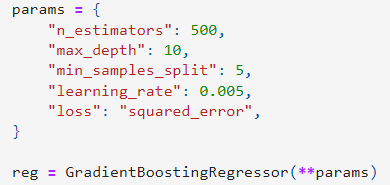 params = {
    "n_estimators": 500,
    "max_depth": 10,
    "min_samples_split": 5,
    "learning_rate": 0.005,
    "loss": "squared_error",
}
reg = GradientBoostingRegressor(**params)